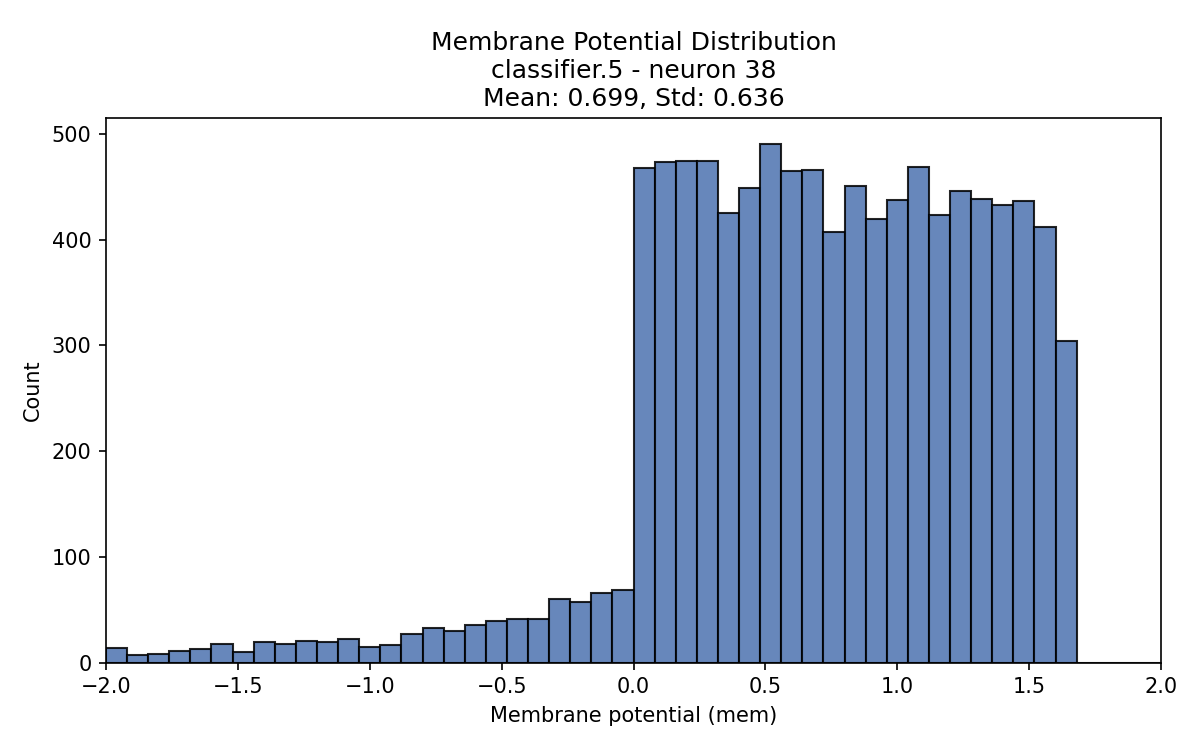 Membrane Potential Distribution
classifier.5 - neuron 38
Mean: 0.699, Std: 0.636
500
400
300
200
100
0
Count
−2.0 −1.5 −1.0 −0.5 0.0 0.5 1.0 1.5 2.0
Membrane potential (mem)